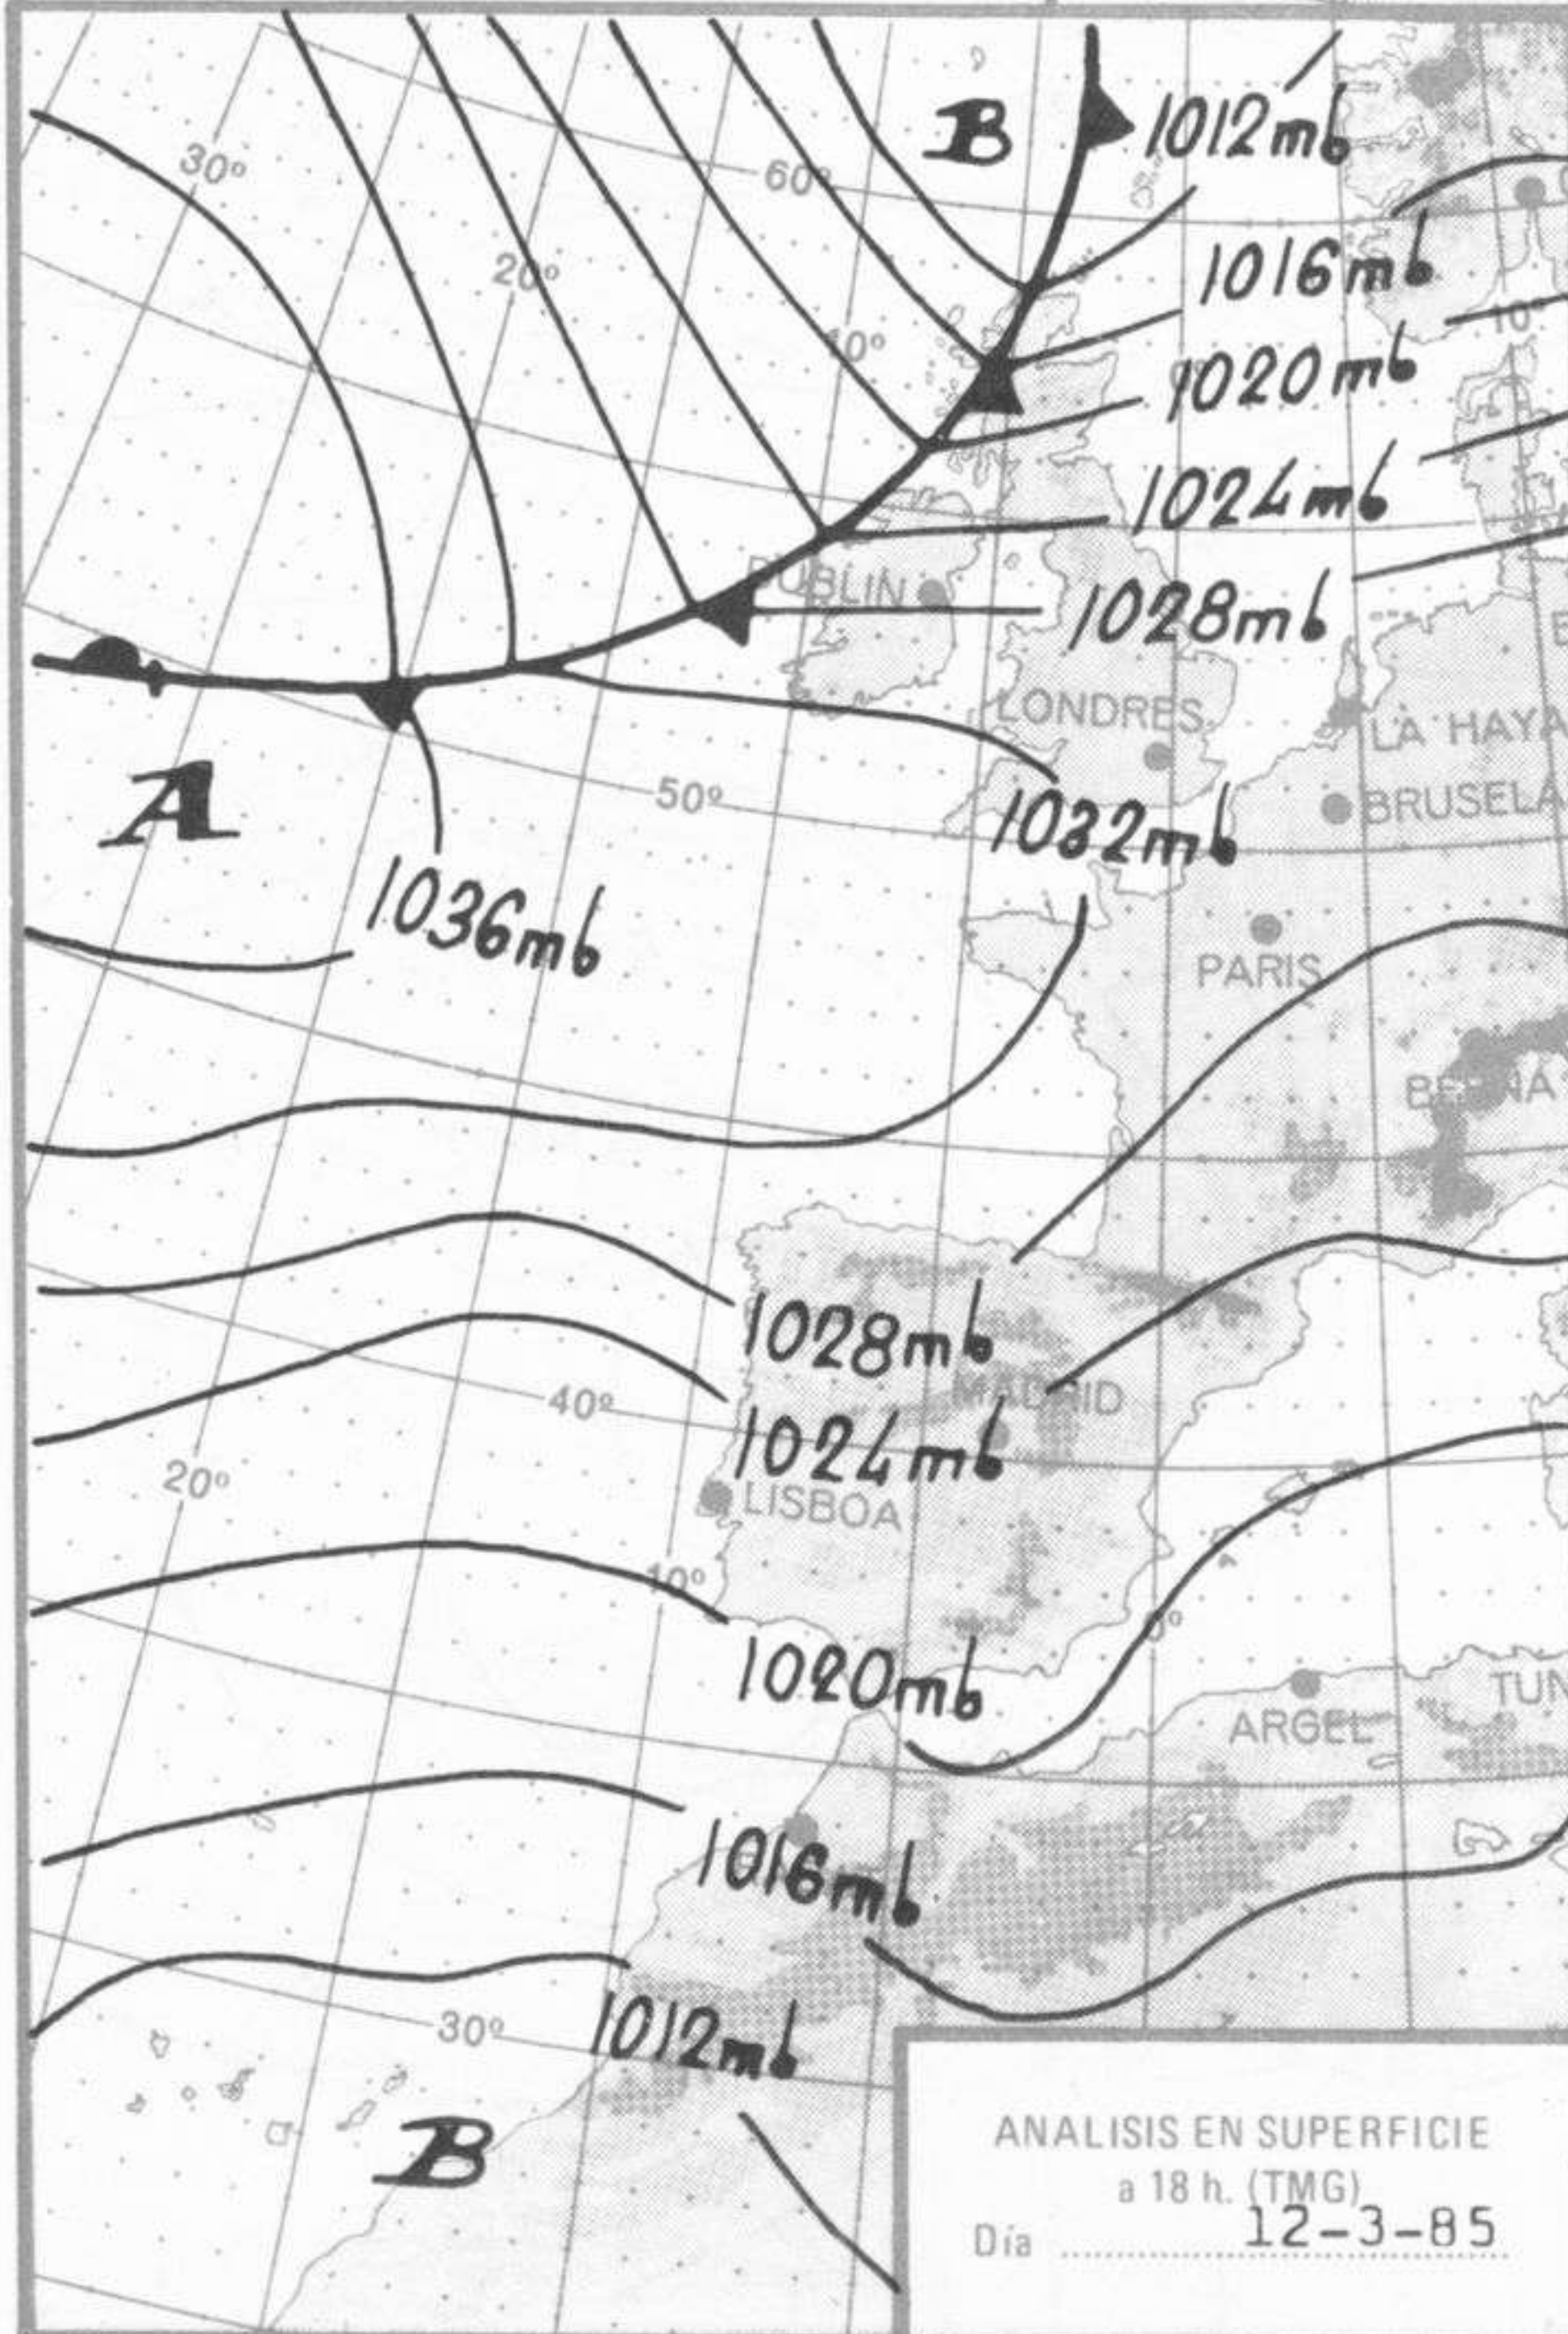 B
1012mb
30º
60º
1016mb
20º
10º
10º
1020mb
1024mb
DUBLIN
1028mb
LONDRES
LA HAYA
50º
A
BRUSELA
1032mb
1036mb
PARIS
BERNA
1028mb
40º
MADRID
1024mb
20º
LISBOA
10º
0º
1020mb
TUN
ARGEL
1016mb
30º
1012mb
B
ANALISIS EN SUPERFICIE
a 18 h. (TMG)
Día 12-3-85